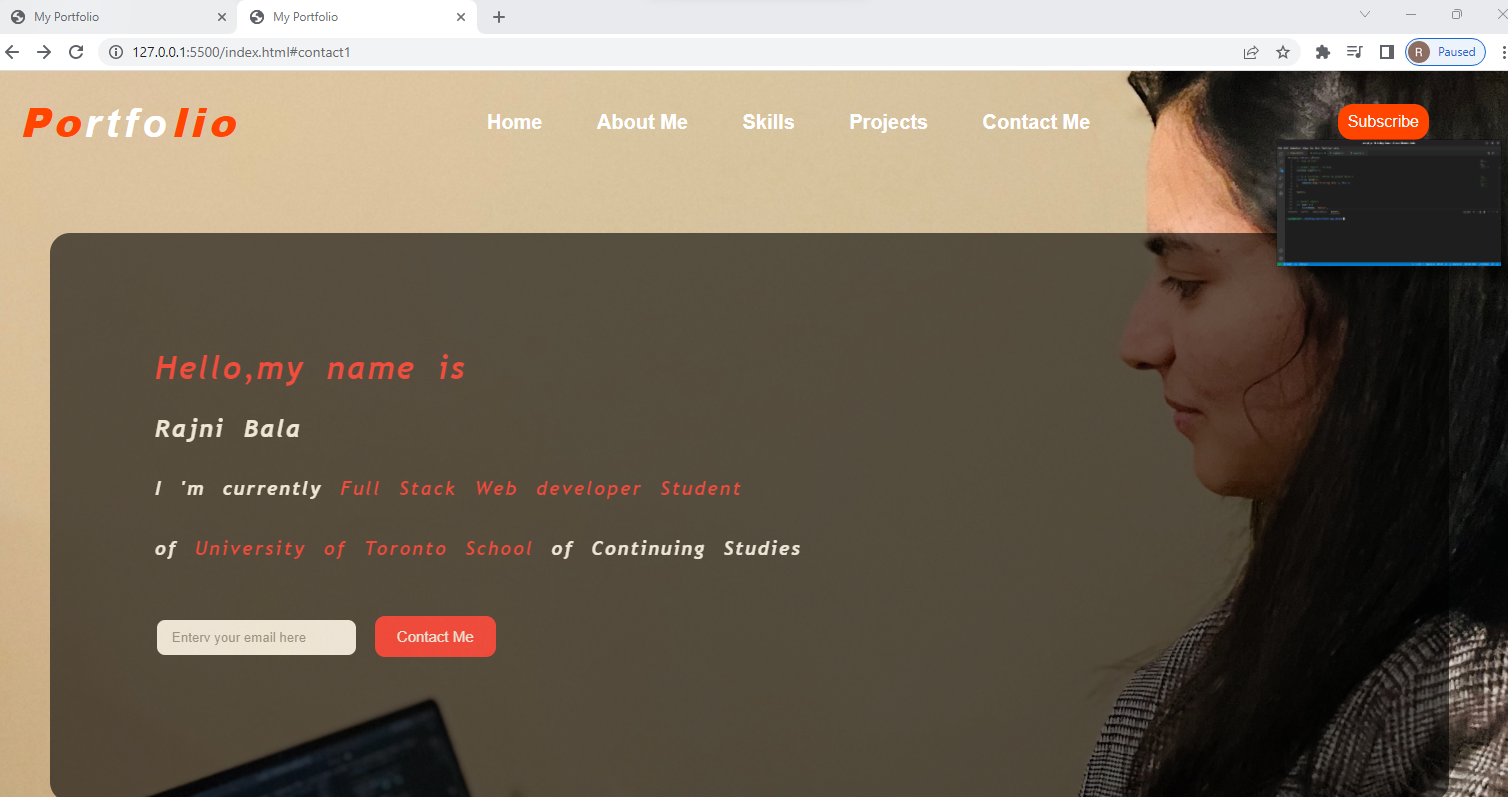 My Portfolio
My Portfolio
127.0.0.1:5500/index.html#contact1
R Paused
Portfolio
Home About Me Skills Projects Contact Me Subscribe
Hello,my name is
Rajni Bala
I 'm currently Full Stack Web developer Student
of University of Toronto School of Continuing Studies
Entery your email here Contact Me